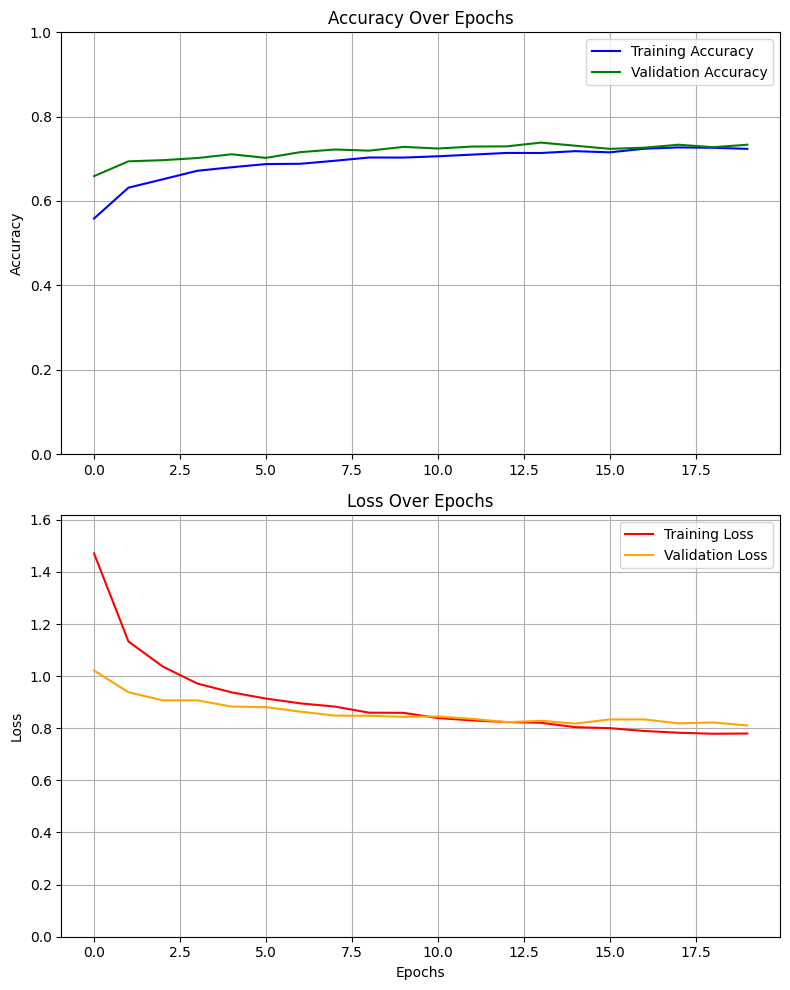 Accuracy Over Epochs
1.0
0.8
0.6
0.4
0.2
0.0
Accuracy
Training Accuracy
Validation Accuracy
0.0 2.5 5.0 7.5 10.0 12.5 15.0 17.5
Loss Over Epochs
1.6
1.4
1.2
1.0
0.8
0.6
0.4
0.2
0.0
Loss
Training Loss
Validation Loss
0.0 2.5 5.0 7.5 10.0 12.5 15.0 17.5
Epochs